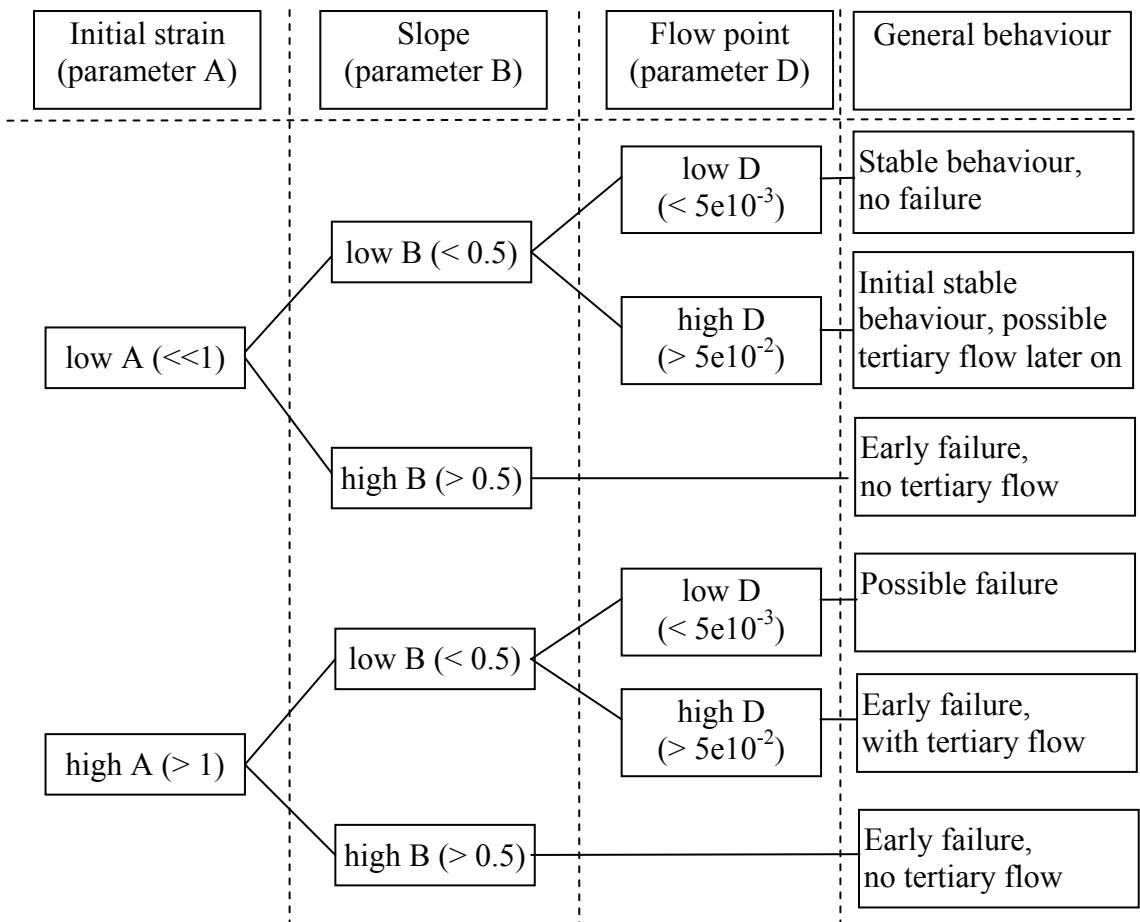 Initial strain
(parameter A)
Slope
(parameter B)
Flow point
(parameter D)
General behaviour
low A (<<1)
low B (< 0.5)
low D
(< 5e10⁻³)
Stable behaviour,
no failure
high D
(> 5e10⁻²)
Initial stable
behaviour, possible
tertiary flow later on
high B (> 0.5)
Early failure,
no tertiary flow
high A (> 1)
low B (< 0.5)
low D
(< 5e10⁻³)
Possible failure
high D
(> 5e10⁻²)
Early failure,
with tertiary flow
high B (> 0.5)
Early failure,
no tertiary flow